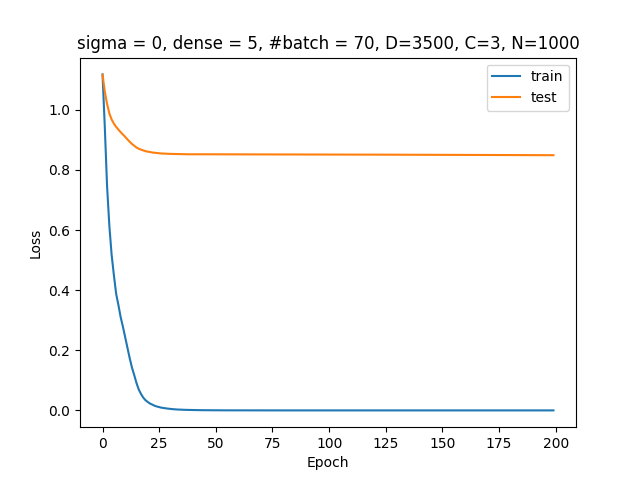 sigma = 0, dense = 5, #batch = 70, D=3500, C=3, N=1000
train
test
1.0
0.8
0.6
0.4
0.2
0.0
Loss
0 25 50 75 100 125 150 175 200
Epoch